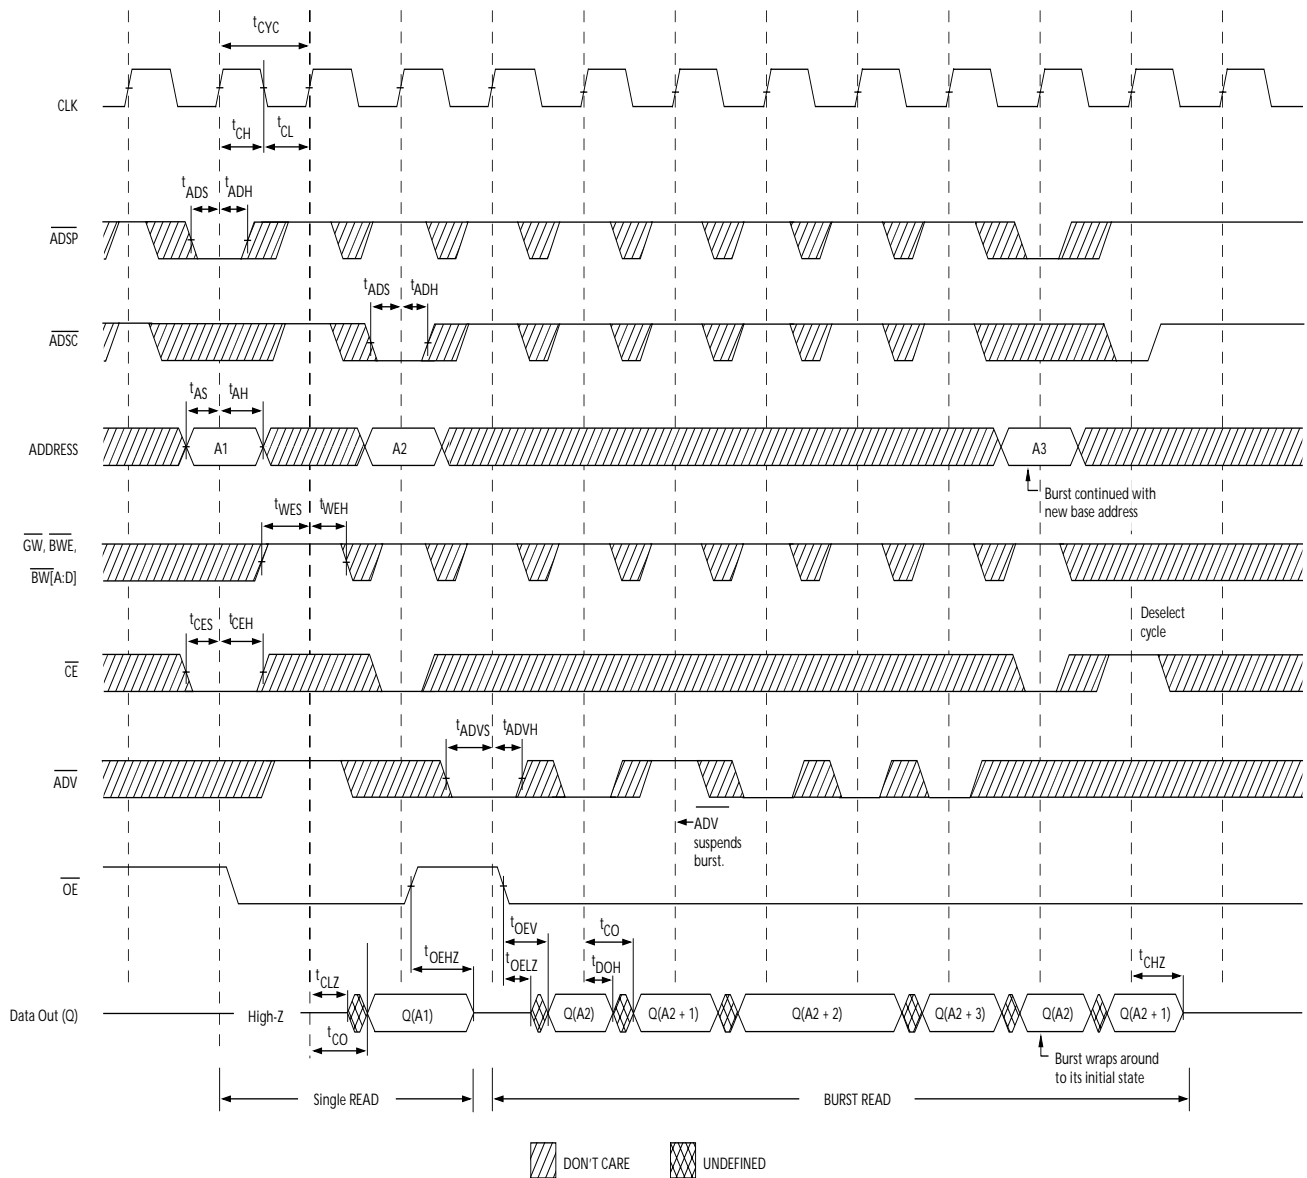 tCYC
CLK
tCH
tCL
tADS
tADH
ADSP
tADS
tADH
ADSC
tAS
tAH
ADDRESS
A1
A2
A3
Burst continued with
new base address
tWES
tWEH
GW, BWE,
BW[A:D]
Deselect
cycle
tCES
tCEH
CE
tADVS
tADVH
ADV
ADV
suspends
burst.
OE
tOEV
tCO
tOEHZ
tOELZ
tDOH
tCHZ
tCLZ
Data Out (Q)
High-Z
Q(A1)
Q(A2)
Q(A2 + 1)
Q(A2 + 2)
Q(A2 + 3)
Q(A2)
Q(A2 + 1)
tCO
Burst wraps around
to its initial state
Single READ
BURST READ
DON'T CARE
UNDEFINED